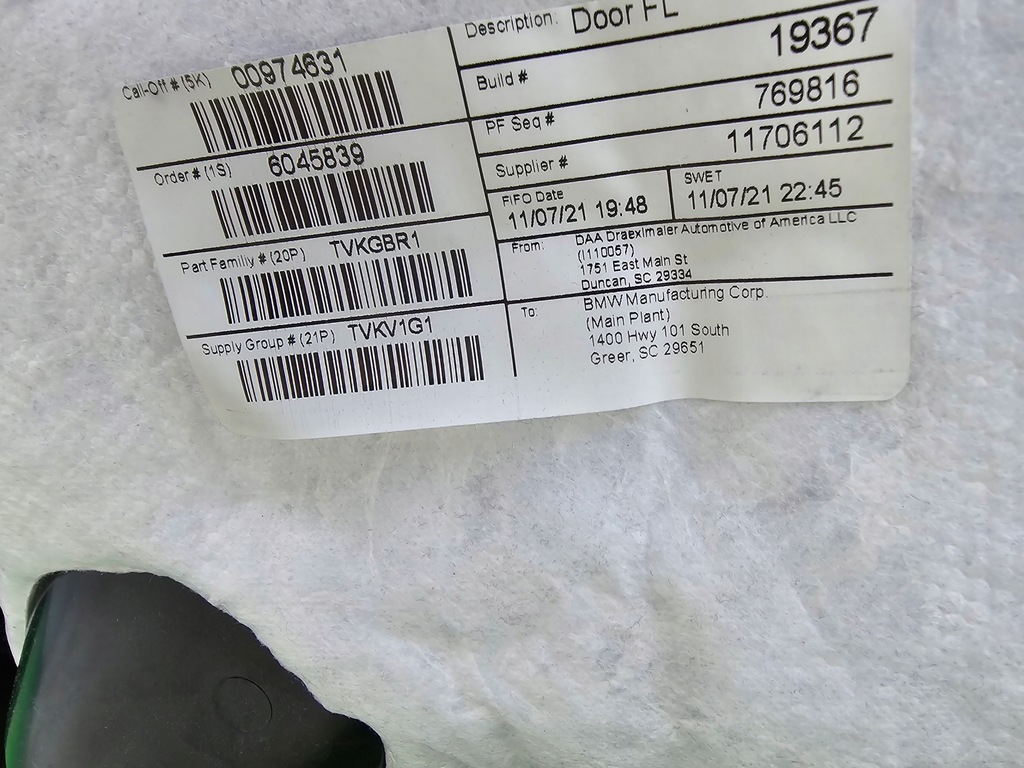 Call-Off # (5K) 00974631
Order # (1S) 6045839
Part Family # (20P) TVKGBR1
Supply Group # (21P) TVKV1G1
Description: Door FL
19367
Build #
769816
PF Seq #
11706112
Supplier #
FIFO Date
11/07/21 19:48
SWET
11/07/21 22:45
From: DAA Draexlmaier Automotive of America LLC
(I110057)
1751 East Main St
Duncan, SC 29334
To: BMW Manufacturing Corp.
(Main Plant)
1400 Hwy 101 South
Greer, SC 29651